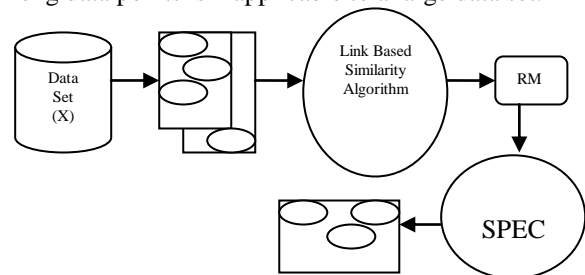 Data
Set
(X)
Link Based
Similarity
Algorithm
RM
SPEC